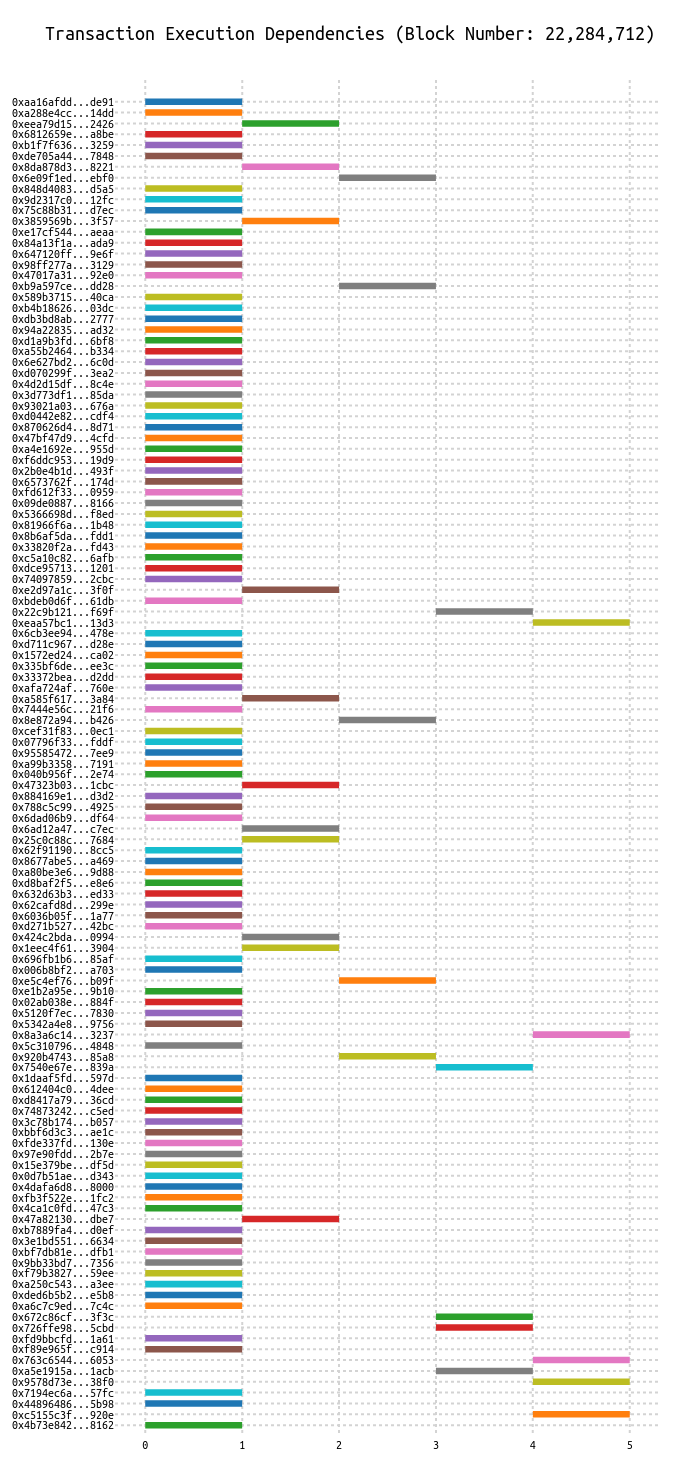 Transaction Execution Dependencies (Block Number: 22,284,712)
0xaa16afdd...de91
0xa288e4cc...14dd
0xeea79d15...2426
0x6812659e...a8be
0xb1f7f636...3259
0xde705a44...7848
0x8da878d3...8221
0x6e09f1ed...ebf0
0x848d4083...d5a5
0x9d2317c0...12fc
0x75c88b31...d7ec
0x3859569b...3f57
0xe17cf544...aeaa
0x84a13f1a...ada9
0x647120ff...9e6f
0x98ff277a...3129
0x47017a31...92e0
0xb9a597ce...dd28
0x589b3715...40ca
0xb4b18626...03dc
0xdb3bd8ab...2777
0x94a22835...ad32
0xd1a9b3fd...6bf8
0xa55b2464...b334
0x6e627bd2...6c0d
0xd070299f...3ea2
0x4d2d15df...8c4e
0x3d773df1...85da
0x93021a03...676a
0xd0442e82...cdf4
0x870626d4...8d71
0x47bf47d9...4cfd
0xa4e1692e...955d
0xf6ddc953...19d9
0x2b0e4b1d...493f
0x6573762f...174d
0xfd612f33...0959
0x09de0887...8166
0x5366698d...f8ed
0x81966f6a...1b48
0x8b6af5da...fdd1
0x33820f2a...fd43
0xc5a10c82...6afb
0xdce95713...1201
0x74097859...2cbc
0xe2d97a1c...3f0f
0xbdeb0d6f...61db
0x22c9b121...f69f
0xeaa57bc1...13d3
0x6cb3ee94...478e
0xd711c967...d28e
0x1572ed24...ca02
0x335bf6de...ee3c
0x33372bea...d2dd
0xafa724af...760e
0xa585f617...3a84
0x7444e56c...21f6
0x8e872a94...b426
0xcef31f83...0ec1
0x07796f33...fddf
0x95585472...7ee9
0xa99b3358...7191
0x040b956f...2e74
0x47323b03...1cbc
0x884169e1...d3d2
0x788c5c99...4925
0x6dad06b9...df64
0x6ad12a47...c7ec
0x25c0c88c...7684
0x62f91190...8cc5
0x8677abe5...a469
0xa80be3e6...9d88
0xd8baf2f5...e8e6
0x632d63b3...ed33
0x62cafd8d...299e
0x6036b05f...1a77
0xd271b527...42bc
0x424c2bda...0994
0x1eec4f61...3904
0x696fb1b6...85af
0x006b8bf2...a703
0xe5c4ef76...b09f
0xe1b2a95e...9b10
0x02ab038e...884f
0x5120f7ec...7830
0x5342a4e8...9756
0x8a3a6c14...3237
0x5c310796...4848
0x920b4743...85a8
0x7540e67e...839a
0x1daaf5fd...597d
0x612404c0...4dee
0xd8417a79...36cd
0x74873242...c5ed
0x3c78b174...b057
0xbbf6d3c3...ae1c
0xfde337fd...130e
0x97e90fdd...2b7e
0x15e379be...df5d
0x0d7b51ae...d343
0x4dafa6d8...8000
0xfb3f522e...1fc2
0x4ca1c0fd...47c3
0x47a82130...dbe7
0xb7889fa4...d0ef
0x3e1bd551...6634
0xbf7db81e...dfb1
0x9bb33bd7...7356
0xf79b3827...59ee
0xa250c543...a3ee
0xded6b5b2...e5b8
0xa6c7c9ed...7c4c
0x672c86cf...3f3c
0x726ffe98...5cbd
0xfd9bbcfd...1a61
0xf89e965f...c914
0x763c6544...6053
0xa5e1915a...1acb
0x9578d73e...38f0
0x7194ec6a...57fc
0x44896486...5b98
0xc5155c3f...920e
0x4b73e842...8162
0 1 2 3 4 5